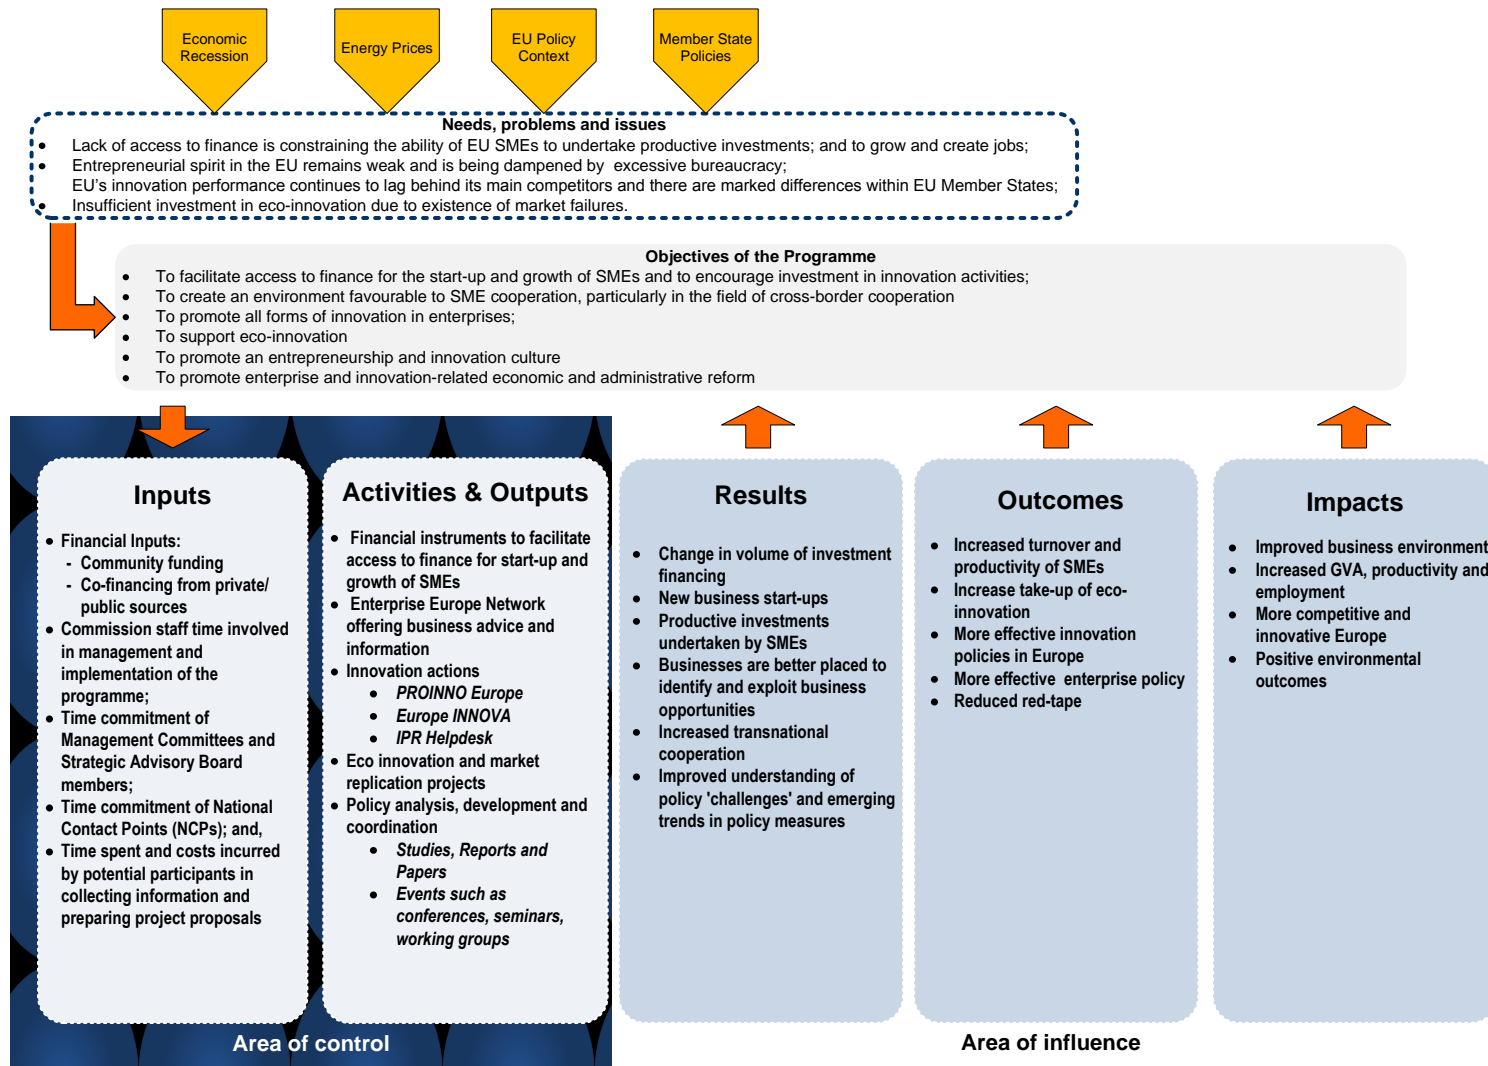 Economic
Recession
Energy Prices
EU Policy
Context
Member State
Policies
Needs, problems and issues
• Lack of access to finance is constraining the ability of EU SMEs to undertake productive investments; and to grow and create jobs;
• Entrepreneurial spirit in the EU remains weak and is being dampened by excessive bureaucracy;
EU's innovation performance continues to lag behind its main competitors and there are marked differences within EU Member States;
• Insufficient investment in eco-innovation due to existence of market failures.
Objectives of the Programme
• To facilitate access to finance for the start-up and growth of SMEs and to encourage investment in innovation activities;
• To create an environment favourable to SME cooperation, particularly in the field of cross-border cooperation
• To promote all forms of innovation in enterprises;
• To support eco-innovation
• To promote an entrepreneurship and innovation culture
• To promote enterprise and innovation-related economic and administrative reform
Inputs
• Financial Inputs:
- Community funding
- Co-financing from private/
public sources
• Commission staff time involved
in management and
implementation of the
programme;
• Time commitment of
Management Committees and
Strategic Advisory Board
members;
• Time commitment of National
Contact Points (NCPs); and,
• Time spent and costs incurred
by potential participants in
collecting information and
preparing project proposals
Activities & Outputs
• Financial instruments to facilitate
access to finance for start-up and
growth of SMEs
• Enterprise Europe Network
offering business advice and
information
• Innovation actions
• PROINNO Europe
• Europe INNOVA
• IPR Helpdesk
• Eco innovation and market
replication projects
• Policy analysis, development and
coordination
• Studies, Reports and
Papers
• Events such as
conferences, seminars,
working groups
Area of control
Results
• Change in volume of investment
financing
• New business start-ups
• Productive investments
undertaken by SMEs
• Businesses are better placed to
identify and exploit business
opportunities
• Increased transnational
cooperation
• Improved understanding of
policy 'challenges' and emerging
trends in policy measures
Outcomes
• Increased turnover and
productivity of SMEs
• Increase take-up of eco-
innovation
• More effective innovation
policies in Europe
• More effective enterprise policy
• Reduced red-tape
Impacts
• Improved business environment
• Increased GVA, productivity and
employment
• More competitive and
innovative Europe
• Positive environmental
outcomes
Area of influence